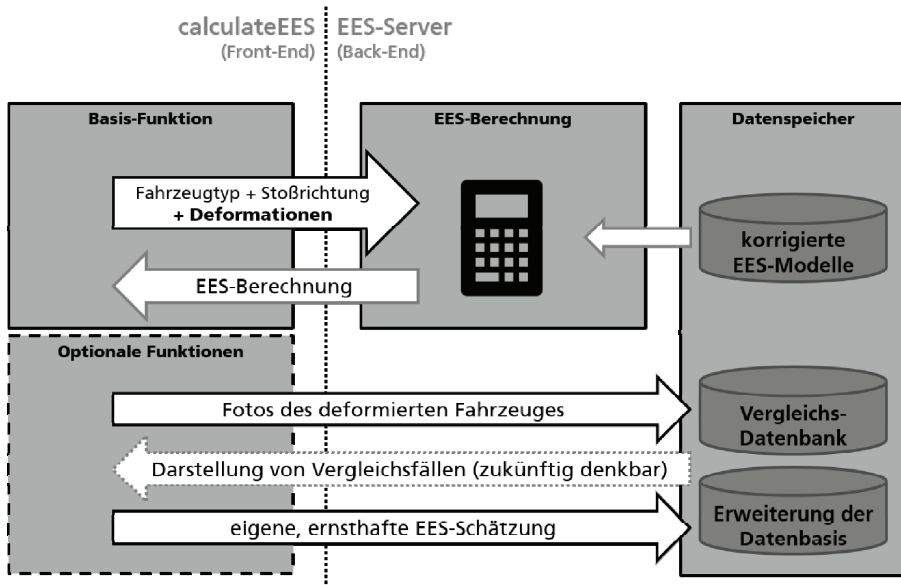 calculateEES
(Front-End)
EES-Server
(Back-End)
Basis-Funktion
EES-Berechnung
Datenspeicher
Fahrzeugtyp + Stoßrichtung
+ Deformationen
korrigierte
EES-Modelle
EES-Berechnung
Optionale Funktionen
Fotos des deformierten Fahrzeuges
Vergleichs-
Datenbank
Darstellung von Vergleichsfällen (zukünftig denkbar)
eigene, ernsthafte EES-Schätzung
Erweiterung der
Datenbasis